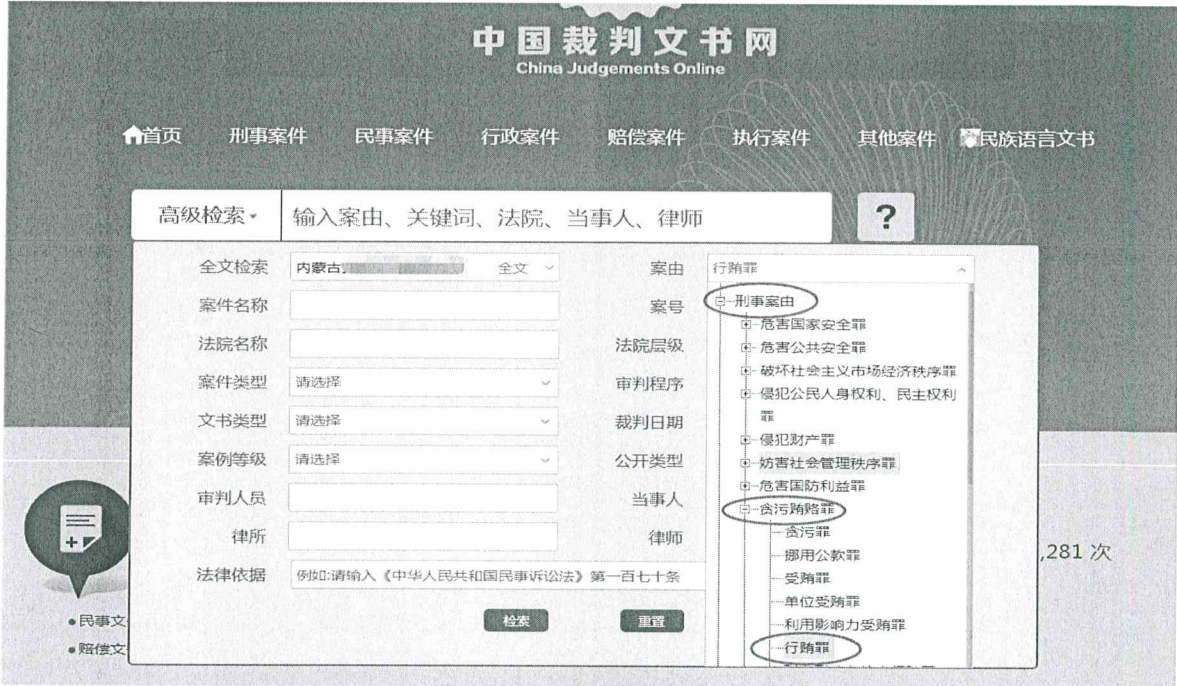 中国裁判文书网
China Judgements Online
首页 刑事案件 民事案件 行政案件 赔偿案件 执行案件 其他案件 民族语言文书
高级检索 输入案由、关键词、法院、当事人、律师 ?
全文检索 内蒙古 全文 案由 行贿罪
案件名称 案号 刑事案由
危害国家安全罪
法院名称 法院层级 危害公共安全罪
案件类型 请选择 审判程序 破坏社会主义市场经济秩序罪
侵犯公民人身权利、民主权利
文书类型 请选择 裁判日期 罪
侵犯财产罪
案例等级 请选择 公开类型 妨害社会管理秩序罪
危害国防利益罪
审判人员 当事人 贪污贿赂罪
贪污罪
律所 律师 挪用公款罪
,281 次
法律依据 例如:请输入《中华人民共和国民事诉讼法》第一百七十条 受贿罪
单位受贿罪
检索 重置 利用影响力受贿罪
•民事文
行贿罪
•赔偿文